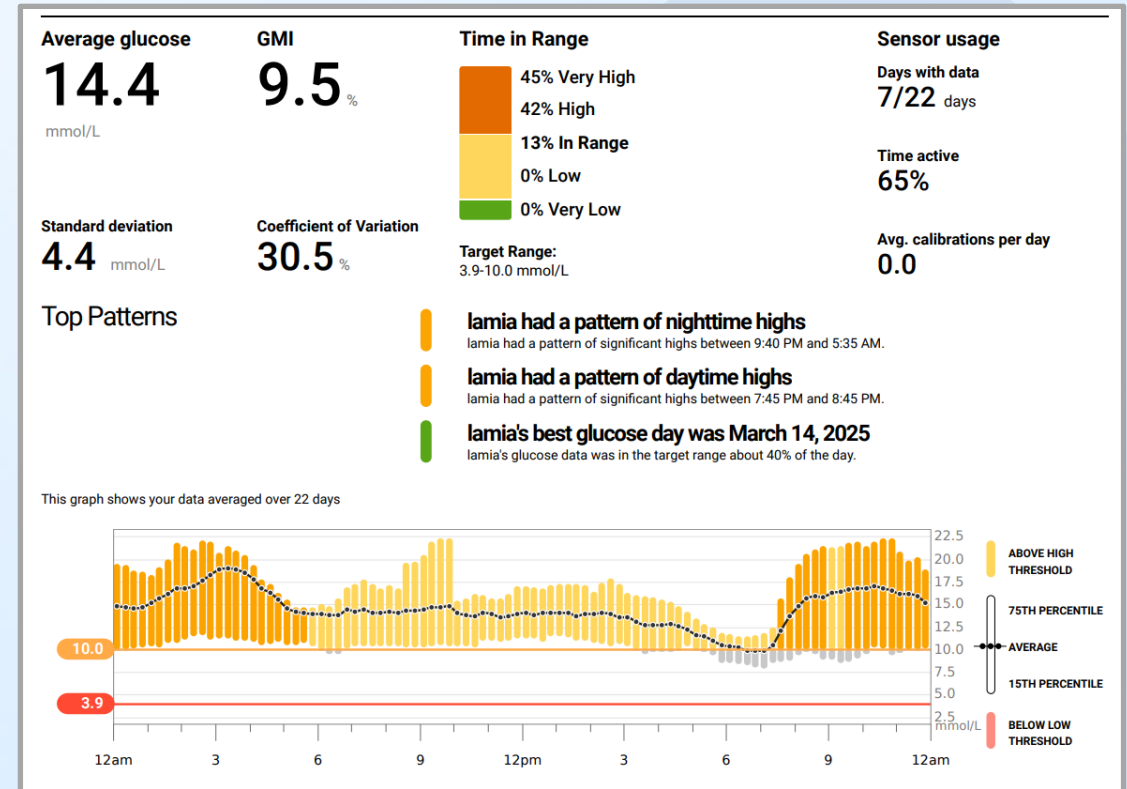 Average glucose
14.4
mmol/L
GMI
9.5 %
Time in Range
45% Very High
42% High
13% In Range
0% Low
0% Very Low
Target Range:
3.9-10.0 mmol/L
Sensor usage
Days with data
7/22 days
Time active
65%
Avg. calibrations per day
0.0
Standard deviation
4.4 mmol/L
Coefficient of Variation
30.5 %
Top Patterns
lamia had a pattern of nighttime highs
lamia had a pattern of significant highs between 9:40 PM and 5:35 AM.
lamia had a pattern of daytime highs
lamia had a pattern of significant highs between 7:45 PM and 8:45 PM.
lamia's best glucose day was March 14, 2025
lamia's glucose data was in the target range about 40% of the day.
This graph shows your data averaged over 22 days
10.0
3.9
22.5
20.0
17.5
15.0
12.5
10.0
7.5
5.0
2.5
mmol/L
12am 3 6 9 12pm 3 6 9 12am
ABOVE HIGH
THRESHOLD
75TH PERCENTILE
AVERAGE
15TH PERCENTILE
BELOW LOW
THRESHOLD